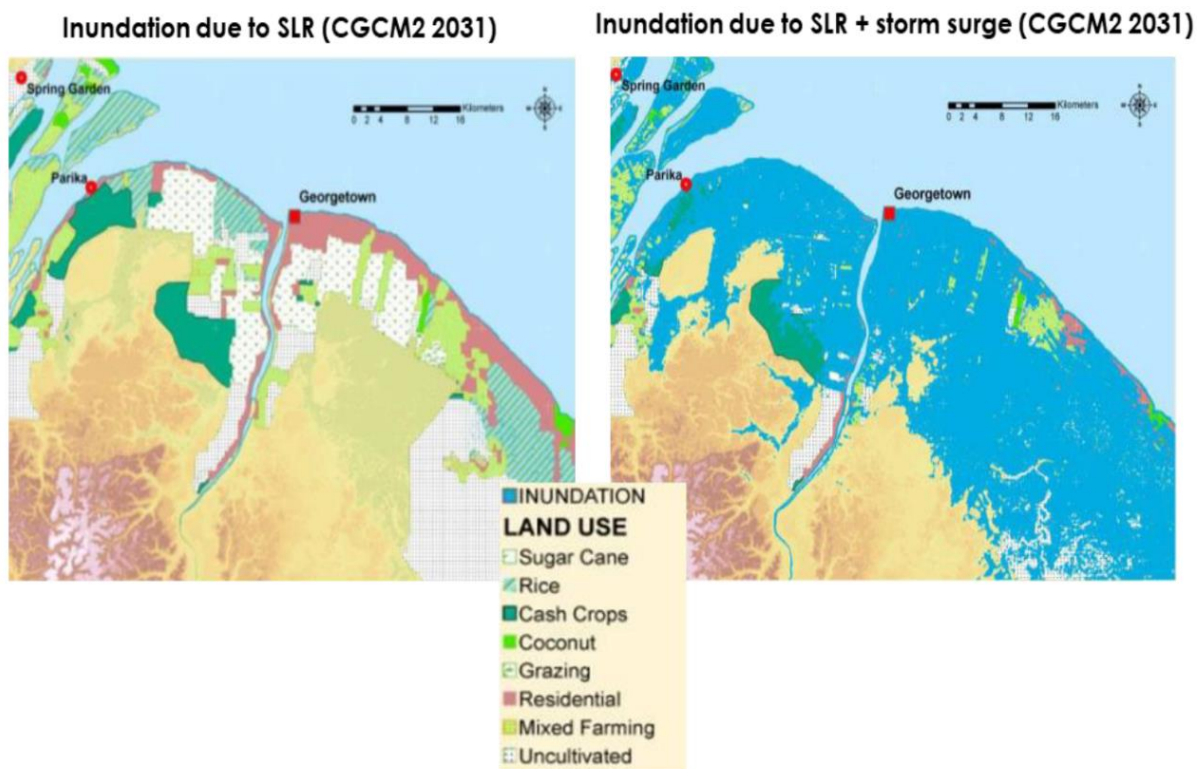 Inundation due to SLR (CGCM2 2031)
Inundation due to SLR + storm surge (CGCM2 2031)
Spring Garden
Kilometers
0 2 4 8 12 16
Parika
Georgetown
Spring Garden
Kilometers
0 2 4 8 12 16
Parika
Georgetown
INUNDATION
LAND USE
Sugar Cane
Rice
Cash Crops
Coconut
Grazing
Residential
Mixed Farming
Uncultivated